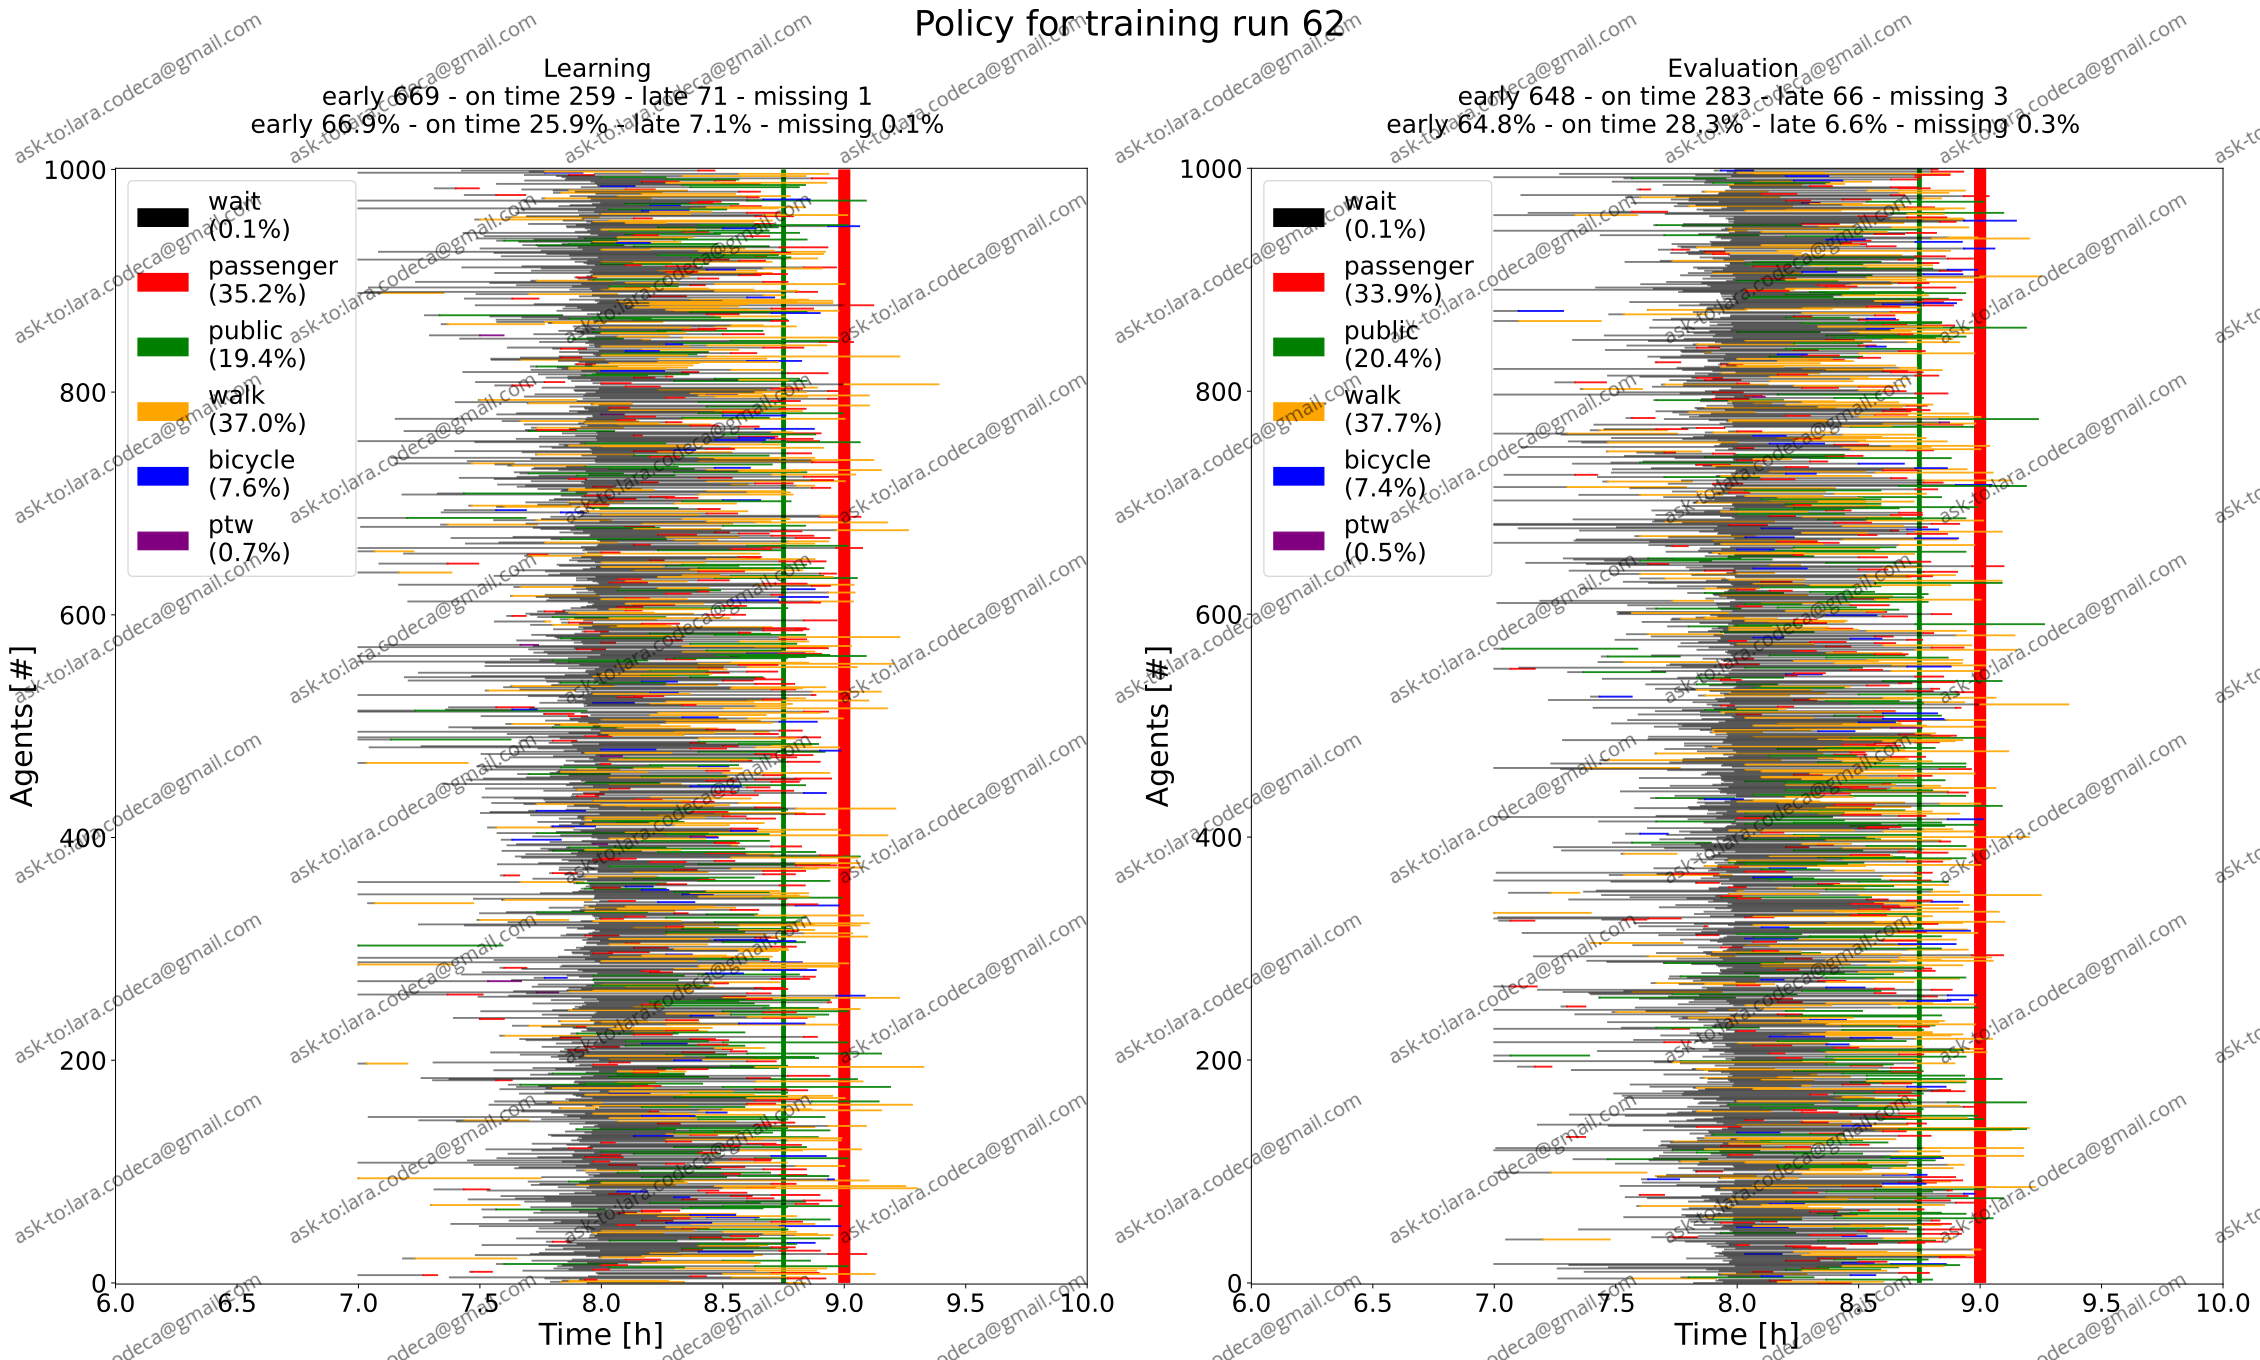 Policy for training run 62
Learning
early 669 - on time 259 - late 71 - missing 1
early 66.9% - on time 25.9% - late 7.1% - missing 0.1%
Evaluation
early 648 - on time 283 - late 66 - missing 3
early 64.8% - on time 28.3% - late 6.6% - missing 0.3%
wait
(0.1%)
passenger
(35.2%)
public
(19.4%)
walk
(37.0%)
bicycle
(7.6%)
ptw
(0.7%)
Agents [#]
1000
800
600
400
200
0
6.0 6.5 7.0 7.5 8.0 8.5 9.0 9.5 10.0
Time [h]
wait
(0.1%)
passenger
(33.9%)
public
(20.4%)
walk
(37.7%)
bicycle
(7.4%)
ptw
(0.5%)
Agents [#]
1000
800
600
400
200
0
6.0 6.5 7.0 7.5 8.0 8.5 9.0 9.5 10.0
Time [h]
ask-to:lara.codeca@gmail.com